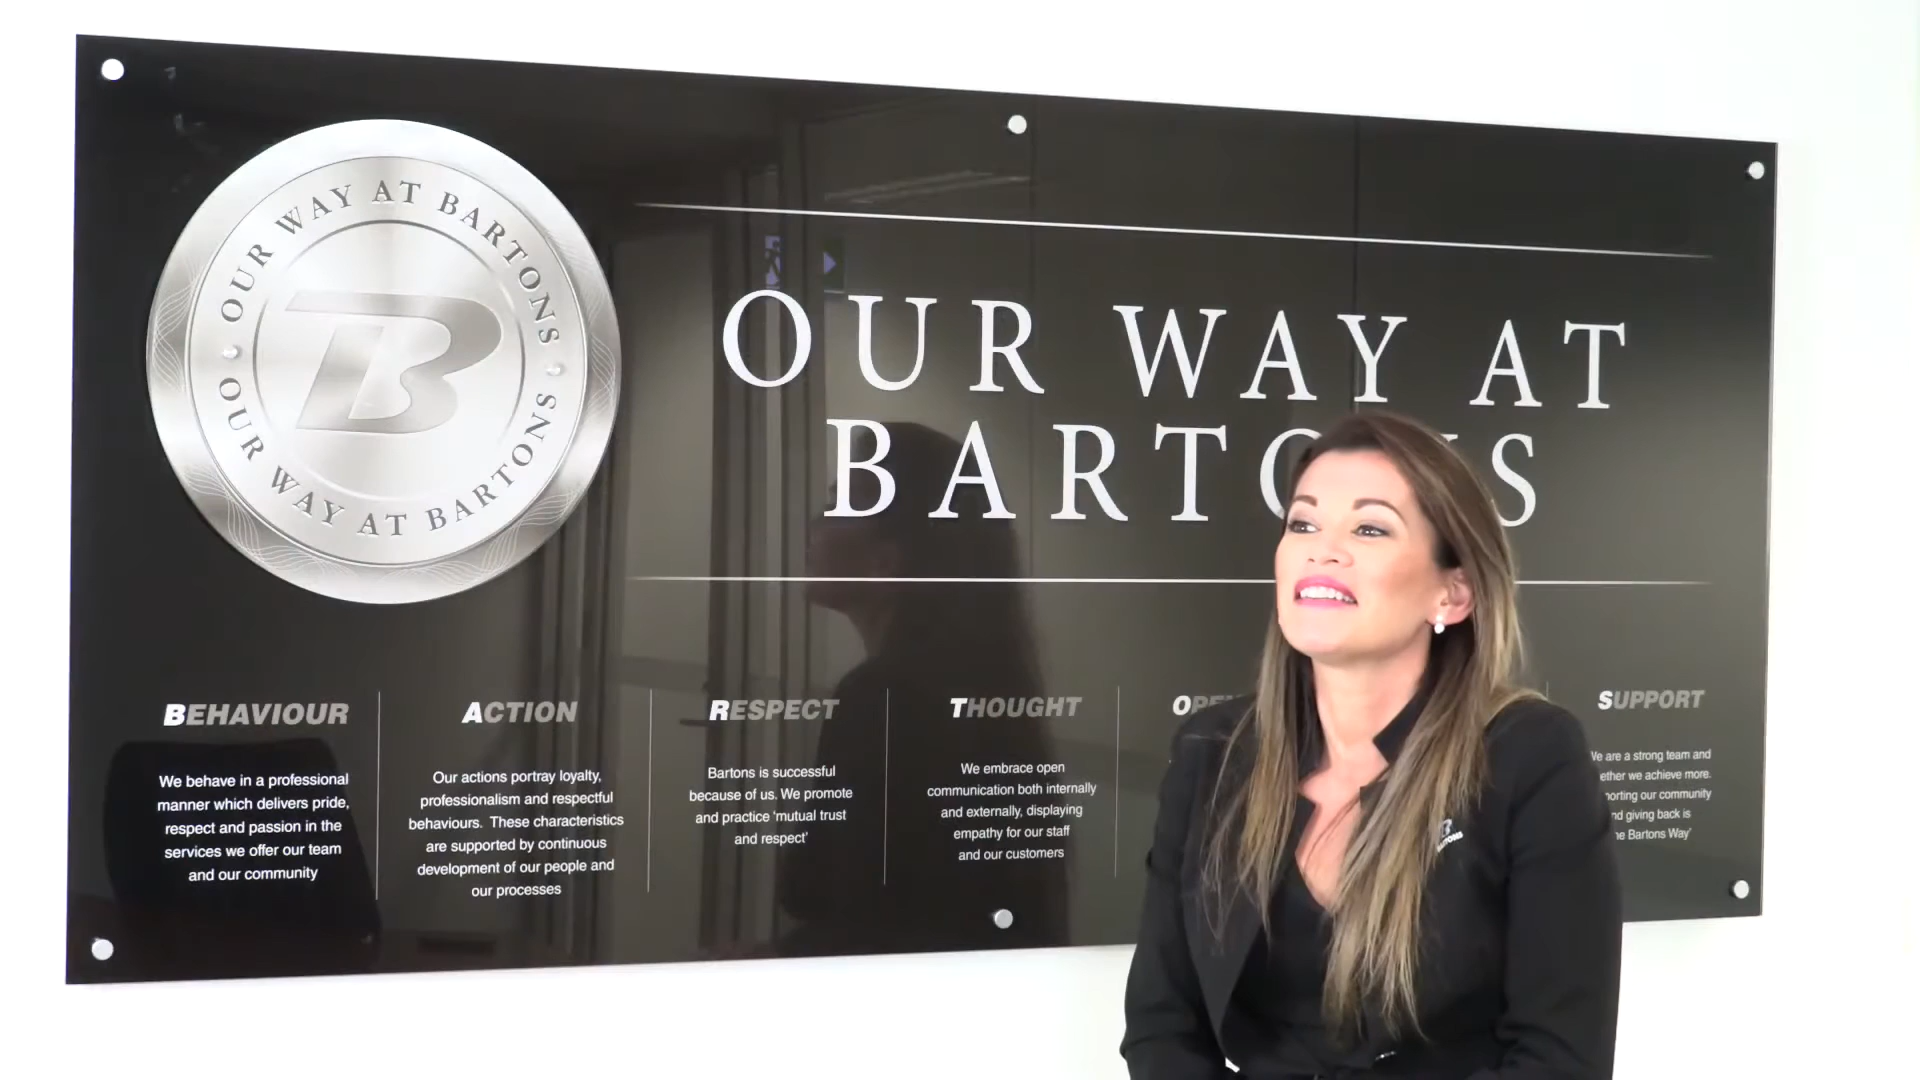 OUR WAY AT BARTONS
OUR WAY AT BARTONS
B
OUR WAY AT
BARTONS
BEHAVIOUR
We behave in a professional
manner which delivers pride,
respect and passion in the
services we offer our team
and our community
ACTION
Our actions portray loyalty,
professionalism and respectful
behaviours. These characteristics
are supported by continuous
development of our people and
our processes
RESPECT
Bartons is successful
because of us. We promote
and practice ‘mutual trust
and respect’
THOUGHT
We embrace open
communication both internally
and externally, displaying
empathy for our staff
and our customers
SUPPORT
We are a strong team and
we achieve more.
our community
giving back is
Bartons Way’
B
BARTONS